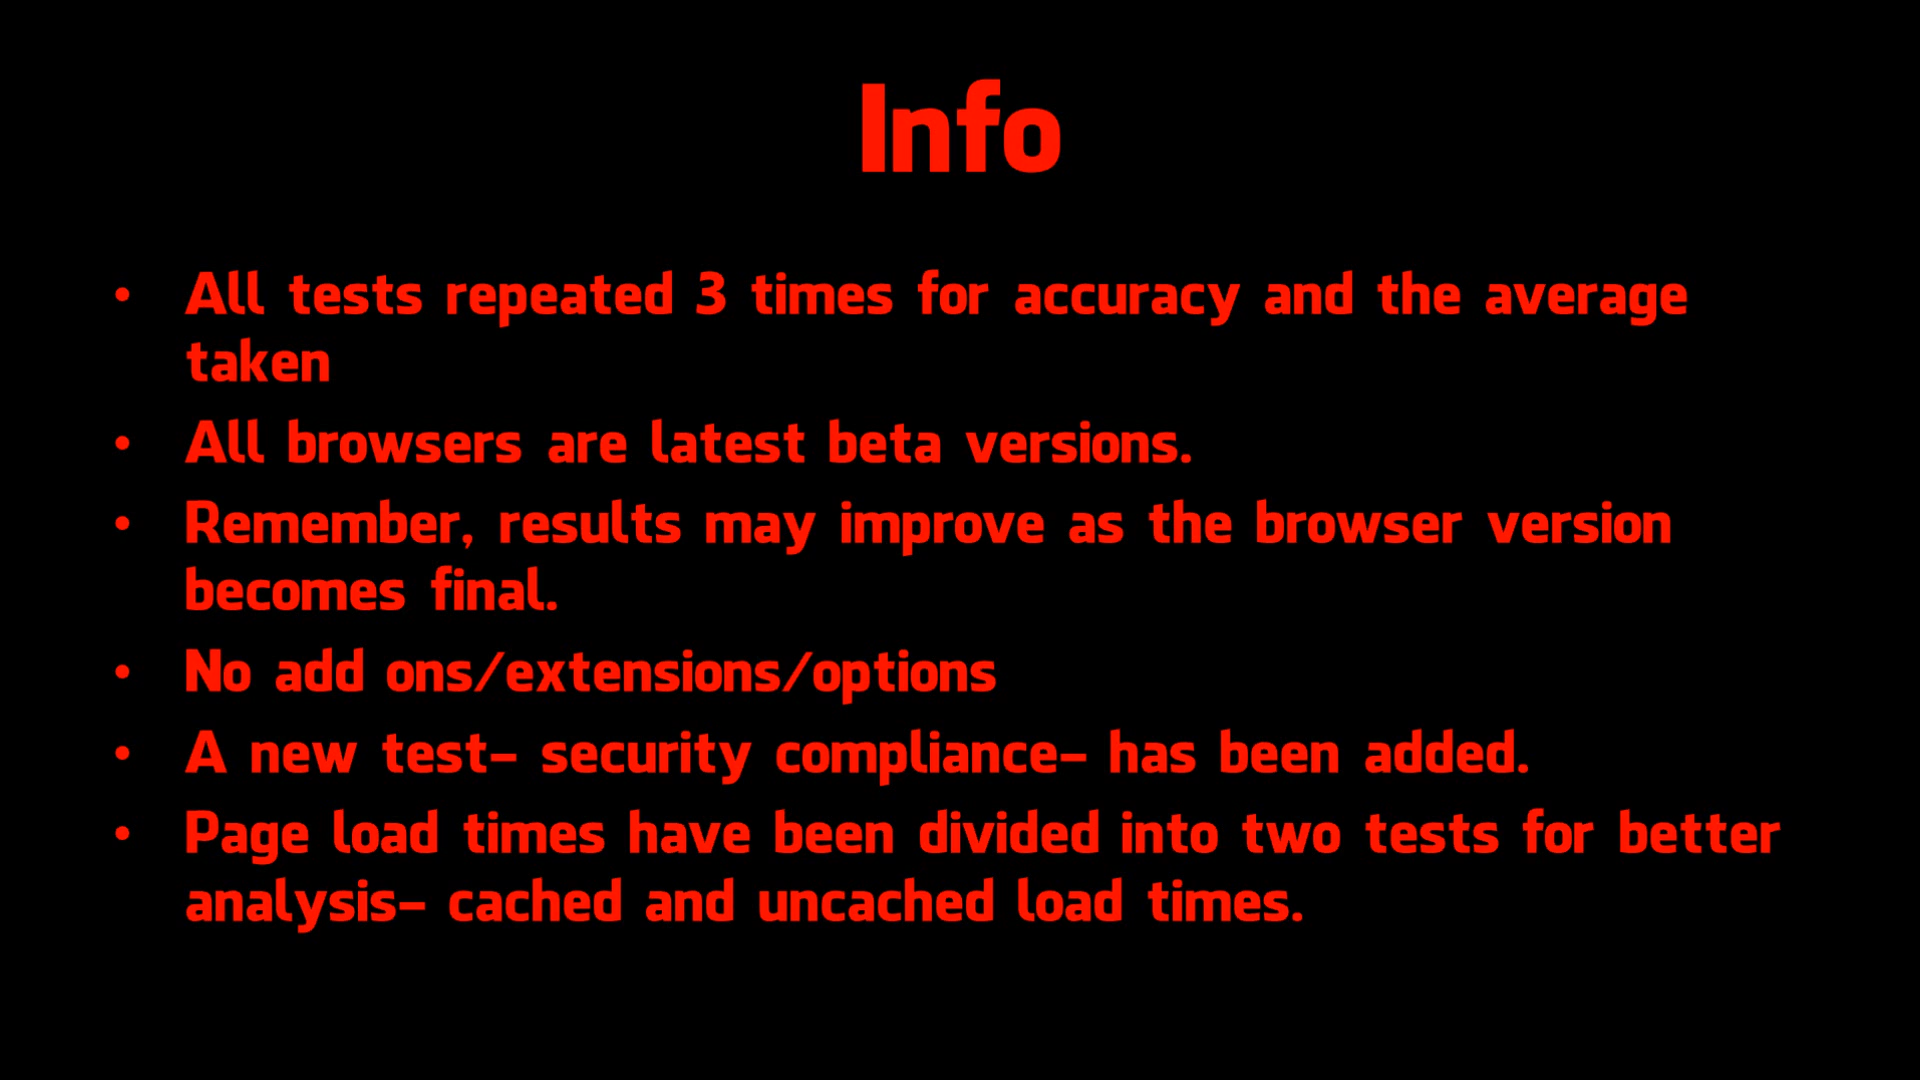 Info
• All tests repeated 3 times for accuracy and the average
taken
• All browsers are latest beta versions.
• Remember, results may improve as the browser version
becomes final.
• No add ons/extensions/options
• A new test– security compliance– has been added.
• Page load times have been divided into two tests for better
analysis– cached and uncached load times.